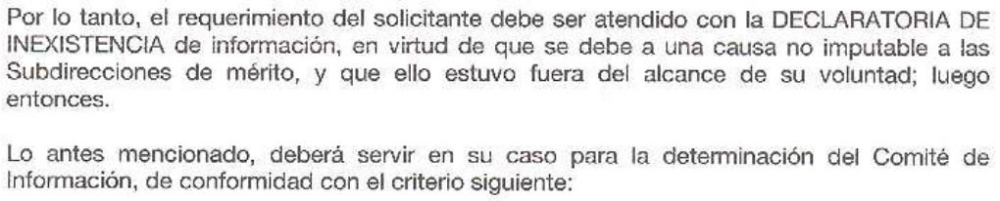 Por lo tanto, el requerimiento del solicitante debe ser atendido con la DECLARATORIA DE
INEXISTENCIA de información, en virtud de que se debe a una causa no imputable a las
Subdirecciones de mérito, y que ello estuvo fuera del alcance de su voluntad; luego
entonces.
Lo antes mencionado, deberá servir en su caso para la determinación del Comité de
Información, de conformidad con el criterio siguiente: